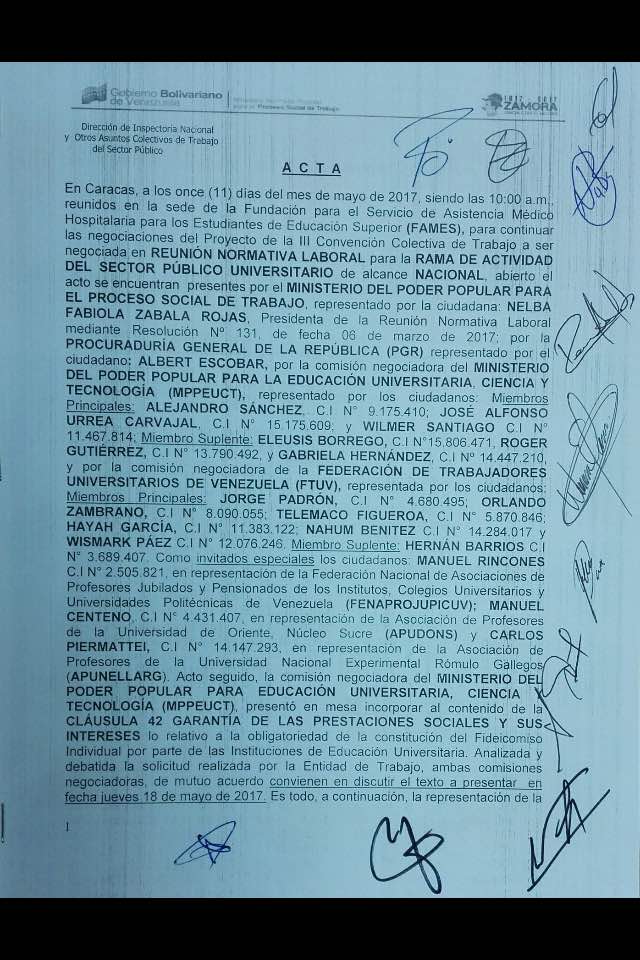 Gobierno Bolivariano
de Venezuela
para el Proceso Social de Trabajo
ZAMORA
Dirección de Inspectoría Nacional
y Otros Asuntos Colectivos de Trabajo
del Sector Público
A C T A
En Caracas, a los once (11) días del mes de mayo de 2017, siendo las 10:00 a.m.,
reunidos en la sede de la Fundación para el Servicio de Asistencia Médico
Hospitalaria para los Estudiantes de Educación Superior (FAMES), para continuar
las negociaciones del Proyecto de la III Convención Colectiva de Trabajo a ser
negociada en REUNIÓN NORMATIVA LABORAL para la RAMA DE ACTIVIDAD
DEL SECTOR PÚBLICO UNIVERSITARIO de alcance NACIONAL, abierto el
acto se encuentran presentes por el MINISTERIO DEL PODER POPULAR PARA
EL PROCESO SOCIAL DE TRABAJO, representado por la ciudadana: NELBA
FABIOLA ZABALA ROJAS, Presidenta de la Reunión Normativa Laboral
mediante Resolución Nº 131, de fecha 06 de marzo de 2017; por la
PROCURADURÍA GENERAL DE LA REPÚBLICA (PGR) representado por el
ciudadano: ALBERT ESCOBAR, por la comisión negociadora del MINISTERIO
DEL PODER POPULAR PARA LA EDUCACIÓN UNIVERSITARIA, CIENCIA Y
TECNOLOGÍA (MPPEUCT), representado por los ciudadanos: Miembros
Principales: ALEJANDRO SÁNCHEZ, C.I N° 9.175.410; JOSÉ ALFONSO
URREA CARVAJAL, C.I N° 15.175.609; y WILMER SANTIAGO C.I N°
11.467.814; Miembro Suplente: ELEUSIS BORREGO, C.I N°15.806.471, ROGER
GUTIÉRREZ, C.I N° 13.790.492, y GABRIELA HERNÁNDEZ, C.I Nº 14.447.210,
y por la comisión negociadora de la FEDERACIÓN DE TRABAJADORES
UNIVERSITARIOS DE VENEZUELA (FTUV), representada por los ciudadanos:
Miembros Principales: JORGE PADRÓN, C.I N° 4.680.495; ORLANDO
ZAMBRANO, C.I N° 8.090.055; TELEMACO FIGUEROA, C.I N° 5.870.846;
HAYAH GARCÍA, C.I N° 11.383.122; NAHUM BENITEZ C.I N° 14.284.017 y
WISMARK PÁEZ C.I N° 12.076.246. Miembro Suplente: HERNÁN BARRIOS C.I
N° 3.689.407. Como invitados especiales los ciudadanos: MANUEL RINCONES
C.I N° 2.505.821, en representación de la Federación Nacional de Asociaciones de
Profesores Jubilados y Pensionados de los Institutos, Colegios Universitarios y
Universidades Politécnicas de Venezuela (FENAPROJUPICUV); MANUEL
CENTENO, C.I N° 4.431.407, en representación de la Asociación de Profesores
de la Universidad de Oriente, Núcleo Sucre (APUDONS) y CARLOS
PIERMATTEI, C.I N° 14.147.293, en representación de la Asociación de
Profesores de la Universidad Nacional Experimental Rómulo Gallegos
(APUNELLARG). Acto seguido, la comisión negociadora del MINISTERIO DEL
PODER POPULAR PARA EDUCACIÓN UNIVERSITARIA, CIENCIA Y
TECNOLOGÍA (MPPEUCT), presentó en mesa incorporar al contenido de la
CLÁUSULA 42 GARANTÍA DE LAS PRESTACIONES SOCIALES Y SUS
INTERESES lo relativo a la obligatoriedad de la constitución del Fideicomiso
Individual por parte de las Instituciones de Educación Universitaria. Analizada y
debatida la solicitud realizada por la Entidad de Trabajo, ambas comisiones
negociadoras, de mutuo acuerdo convienen en discutir el texto a presentar en
fecha jueves 18 de mayo de 2017. Es todo, a continuación, la representación de la
1